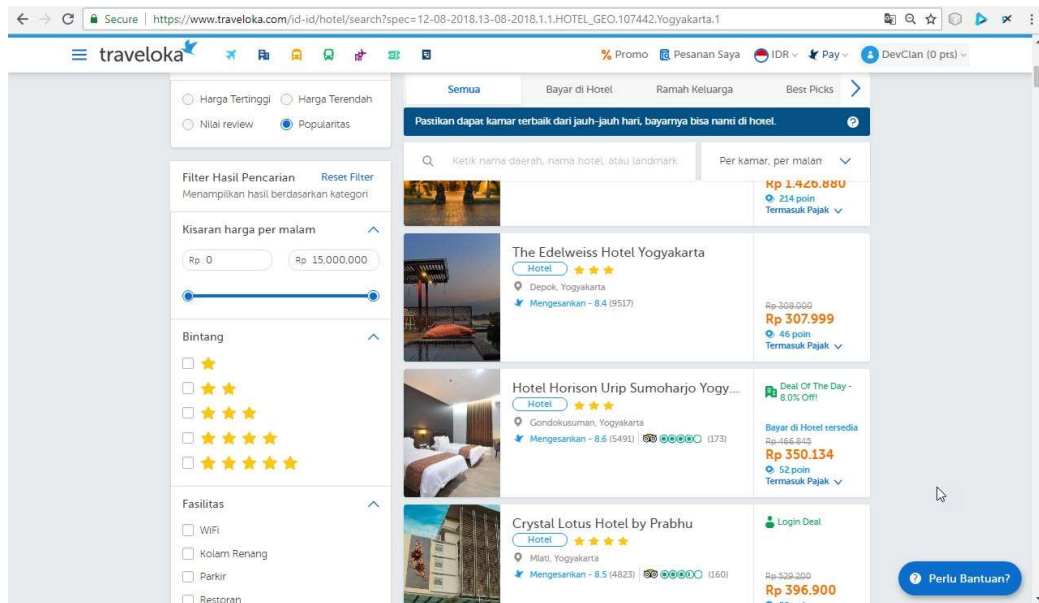 Secure | https://www.traveloka.com/id-id/hotel/search?spec=12-08-2018.13-08-2018.1.1.HOTEL_GEO.107442.Yogyakarta.1
traveloka
% Promo Pesanan Saya IDR Pay DevClan (0 pts)
Harga Tertinggi Harga Terendah
Nilai review Popularitas
Filter Hasil Pencarian Reset Filter
Menampilkan hasil berdasarkan kategori
Kisaran harga per malam
Rp 0 Rp 15,000,000
Bintang
Fasilitas
WiFi
Kolam Renang
Parkir
Restoran
Semua Bayar di Hotel Ramah Keluarga Best Picks
Pastikan dapat kamar terbaik dari jauh-jauh hari, bayarnya bisa nanti di hotel.
Ketik nama daerah, nama hotel, atau landmark Per kamar, per malam
Rp 1.426.880
214 poin
Termasuk Pajak
The Edelweiss Hotel Yogyakarta
Hotel
Depok, Yogyakarta
Mengesankan - 8.4 (9517)
Rp 308.000
Rp 307.999
46 poin
Termasuk Pajak
Hotel Horison Urip Sumoharjo Yogy...
Hotel
Gondokusuman, Yogyakarta
Mengesankan - 8.6 (5491) (173)
Deal Of The Day -
8.0% Off!
Bayar di Hotel tersedia
Rp 466.845
Rp 350.134
52 poin
Termasuk Pajak
Crystal Lotus Hotel by Prabhu
Hotel
Mlati, Yogyakarta
Mengesankan - 8.5 (4823) (160)
Login Deal
Rp 529.200
Rp 396.900
Perlu Bantuan?